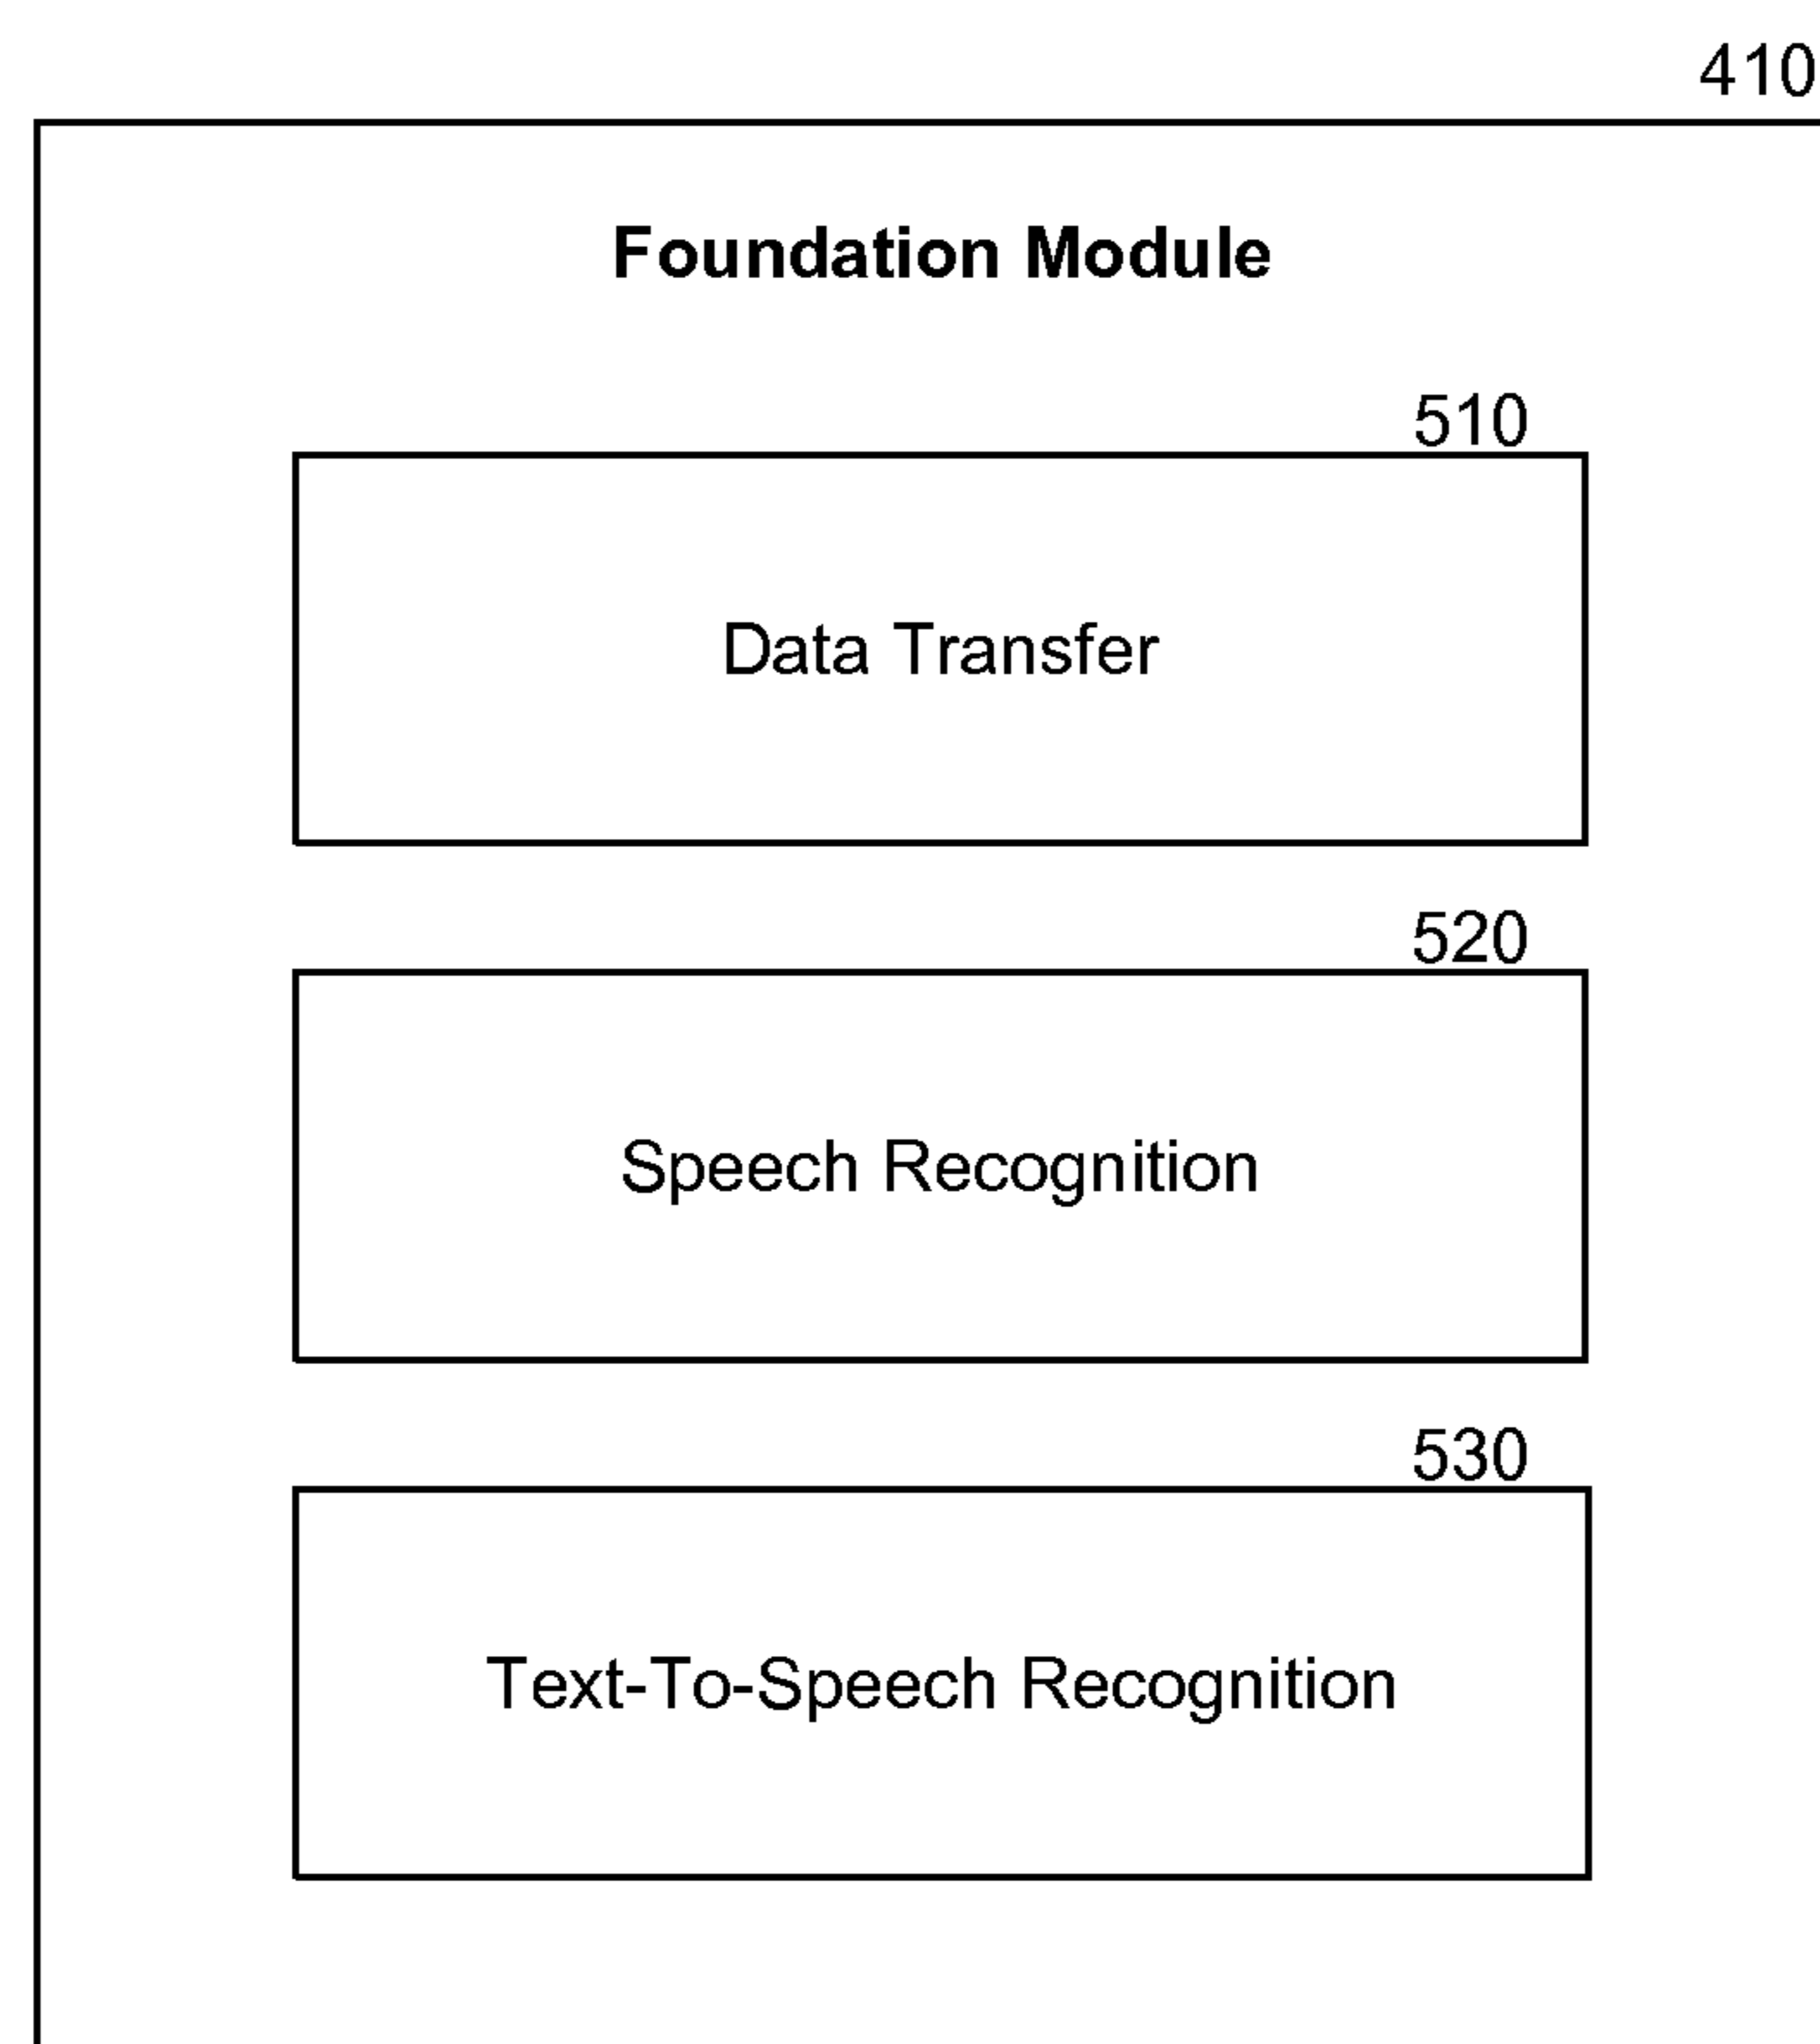 410
Foundation Module
510
Data Transfer
520
Speech Recognition
530
Text-To-Speech Recognition